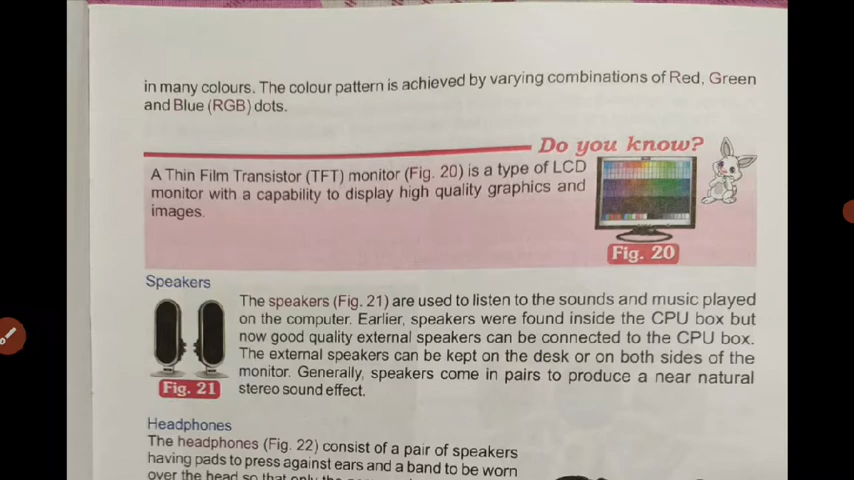 in many colours. The colour pattern is achieved by varying combinations of Red, Green
and Blue (RGB) dots.
Do you know?
A Thin Film Transistor (TFT) monitor (Fig. 20) is a type of LCD
monitor with a capability to display high quality graphics and
images.
Fig. 20
Speakers
The speakers (Fig. 21) are used to listen to the sounds and music played
on the computer. Earlier, speakers were found inside the CPU box but
now good quality external speakers can be connected to the CPU box.
The external speakers can be kept on the desk or on both sides of the
monitor. Generally, speakers come in pairs to produce a near natural
stereo sound effect.
Fig. 21
Headphones
The headphones (Fig. 22) consist of a pair of speakers
having pads to press against ears and a band to be worn
over the head so that only the